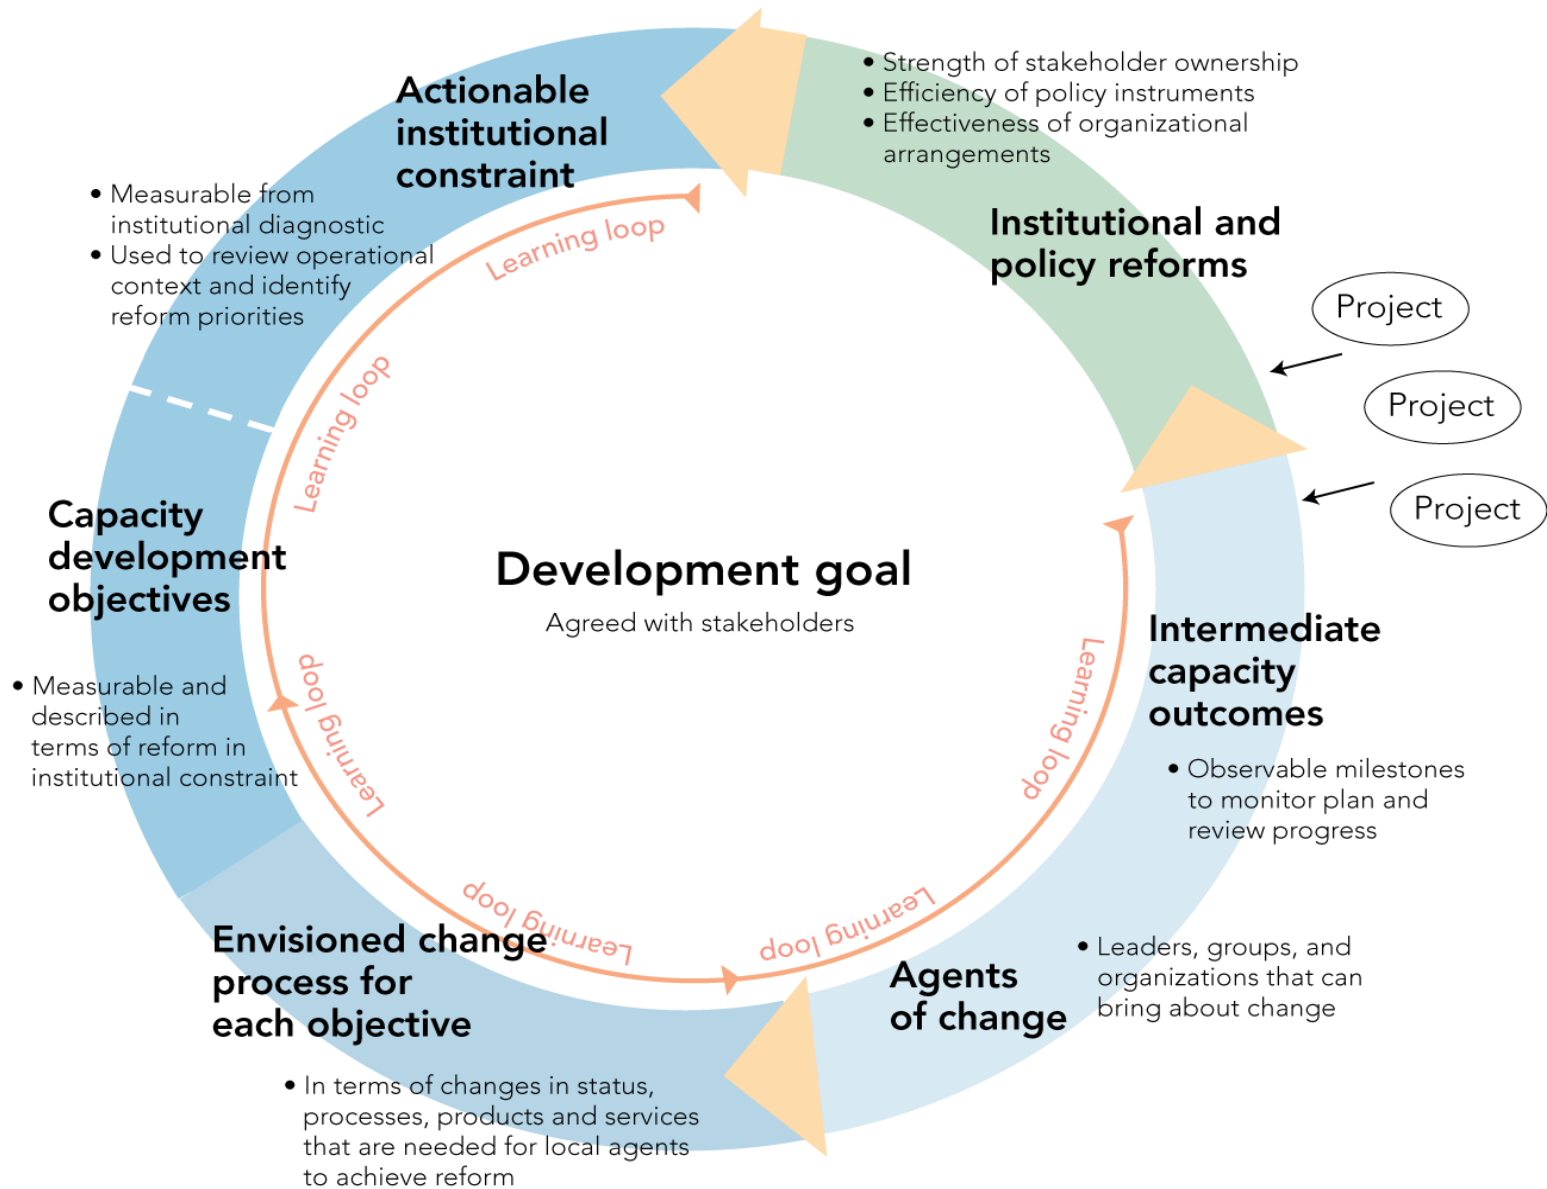 Actionable
institutional
constraint
• Measurable from
institutional diagnostic
• Used to review operational
context and identify
reform priorities
• Strength of stakeholder ownership
• Efficiency of policy instruments
• Effectiveness of organizational
arrangements
Institutional and
policy reforms
Project
Project
Project
Learning loop
Learning loop
Capacity
development
objectives
• Measurable and
described in
terms of reform in
institutional constraint
Development goal
Agreed with stakeholders
Intermediate
capacity
outcomes
• Observable milestones
to monitor plan and
review progress
Learning loop
Learning loop
Learning loop
Learning loop
Envisioned change
process for
each objective
• In terms of changes in status,
processes, products and services
that are needed for local agents
to achieve reform
Agents
of change
• Leaders, groups, and
organizations that can
bring about change